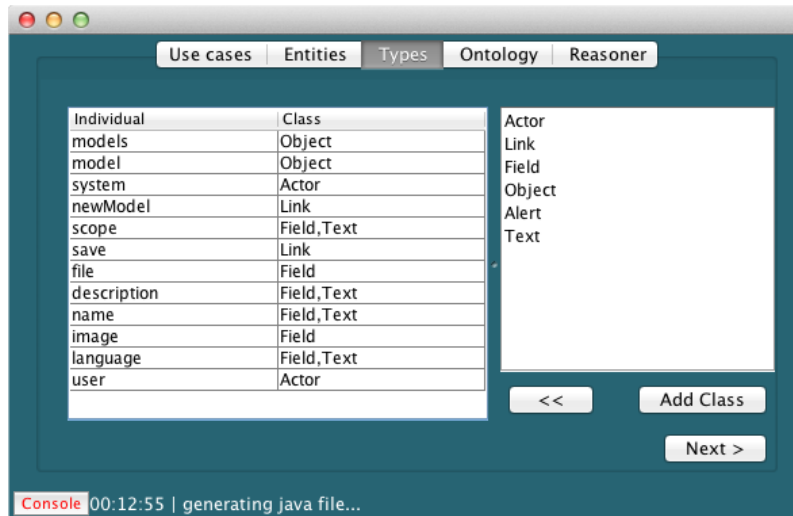 Use cases Entities Types Ontology Reasoner
Individual Class
models Object
model Object
system Actor
newModel Link
scope Field,Text
save Link
file Field
description Field,Text
name Field,Text
image Field
language Field,Text
user Actor
Actor
Link
Field
Object
Alert
Text
<< Add Class
Next >
Console 00:12:55 | generating java file...